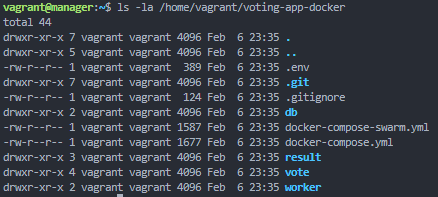 vagrant@manager:~$ ls -la /home/vagrant/voting-app-docker
total 44
drwxr-xr-x 7 vagrant vagrant 4096 Feb  6 23:35 .
drwxr-xr-x 5 vagrant vagrant 4096 Feb  6 23:35 ..
-rw-r--r-- 1 vagrant vagrant  389 Feb  6 23:35 .env
drwxr-xr-x 7 vagrant vagrant 4096 Feb  6 23:35 .git
-rw-r--r-- 1 vagrant vagrant  124 Feb  6 23:35 .gitignore
drwxr-xr-x 2 vagrant vagrant 4096 Feb  6 23:35 db
-rw-r--r-- 1 vagrant vagrant 1587 Feb  6 23:35 docker-compose-swarm.yml
-rw-r--r-- 1 vagrant vagrant 1677 Feb  6 23:35 docker-compose.yml
drwxr-xr-x 3 vagrant vagrant 4096 Feb  6 23:35 result
drwxr-xr-x 4 vagrant vagrant 4096 Feb  6 23:35 vote
drwxr-xr-x 2 vagrant vagrant 4096 Feb  6 23:35 worker